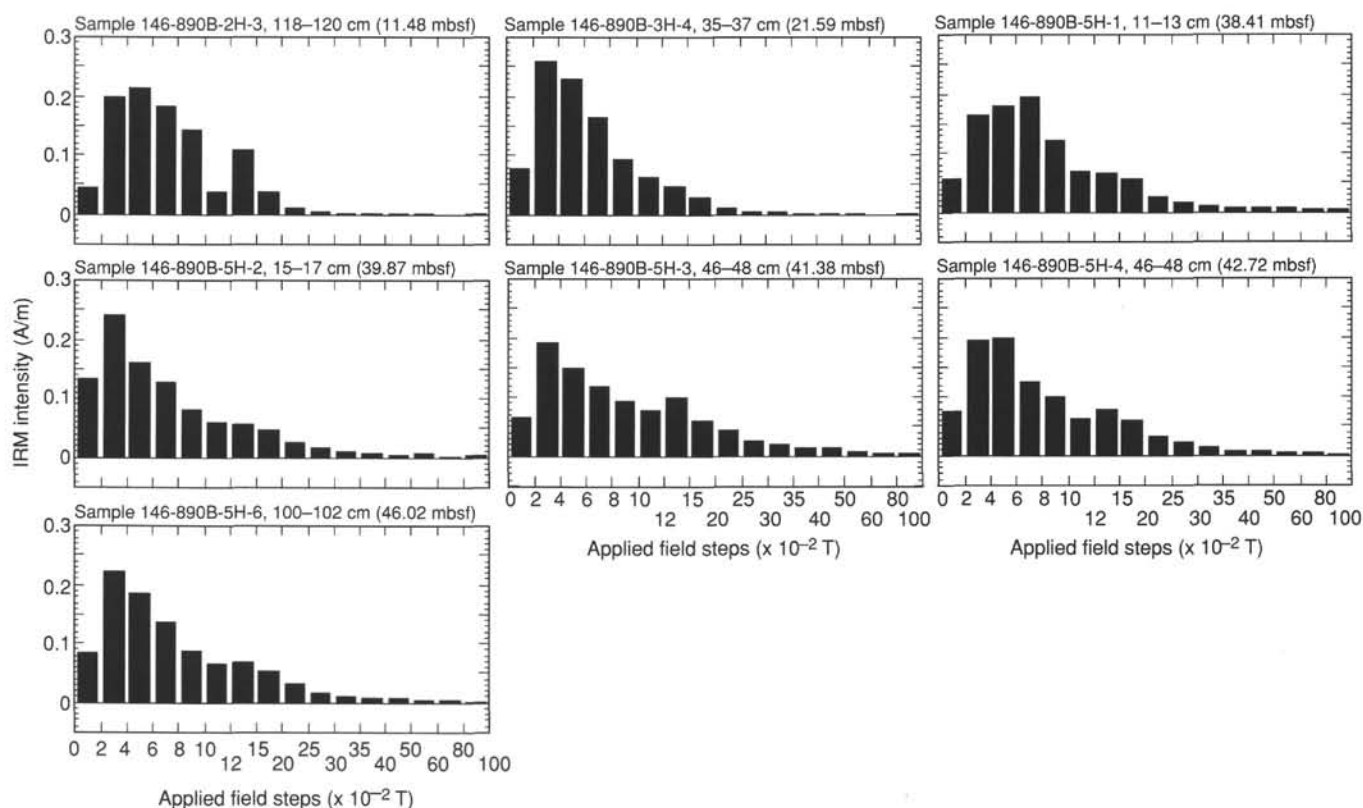 Sample 146-890B-2H-3, 118–120 cm (11.48 mbsf)
Sample 146-890B-3H-4, 35–37 cm (21.59 mbsf)
Sample 146-890B-5H-1, 11–13 cm (38.41 mbsf)
0.3
0.2
0.1
0
Sample 146-890B-5H-2, 15–17 cm (39.87 mbsf)
Sample 146-890B-5H-3, 46–48 cm (41.38 mbsf)
Sample 146-890B-5H-4, 46–48 cm (42.72 mbsf)
0.3
0.2
0.1
0
IRM intensity (A/m)
0 2 4 6 8 10 15 25 35 45 80
12 20 30 40 60 100
Applied field steps (x 10⁻² T)
0 2 4 6 8 10 15 25 35 50 80
12 20 30 40 60 100
Applied field steps (x 10⁻² T)
Sample 146-890B-5H-6, 100–102 cm (46.02 mbsf)
0.3
0.2
0.1
0
0 2 4 6 8 10 15 25 35 50 80
12 20 30 40 60 100
Applied field steps (x 10⁻² T)